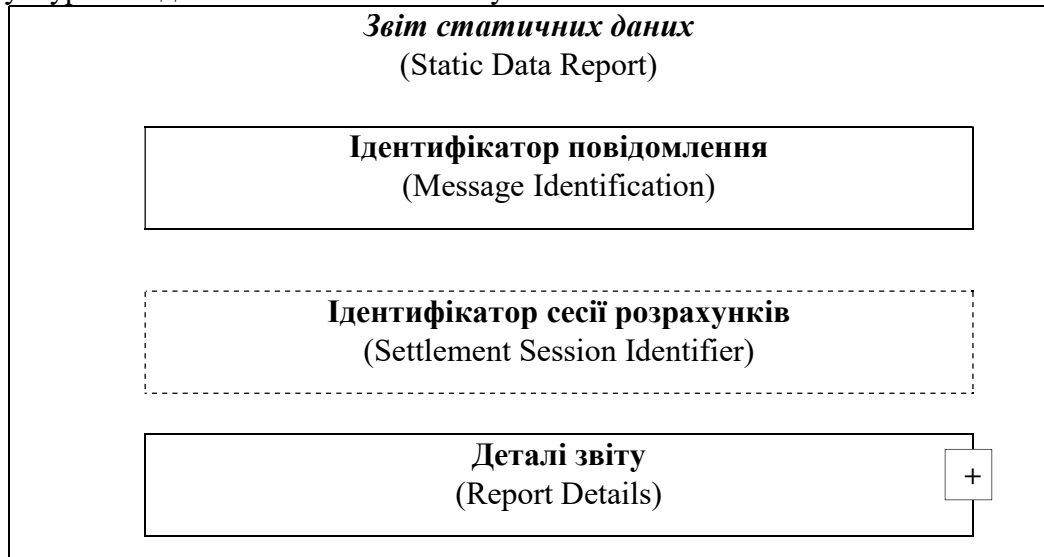 Звіт статичних даних
(Static Data Report)
Ідентифікатор повідомлення
(Message Identification)
Ідентифікатор сесії розрахунків
(Settlement Session Identifier)
Деталі звіту
(Report Details)
+